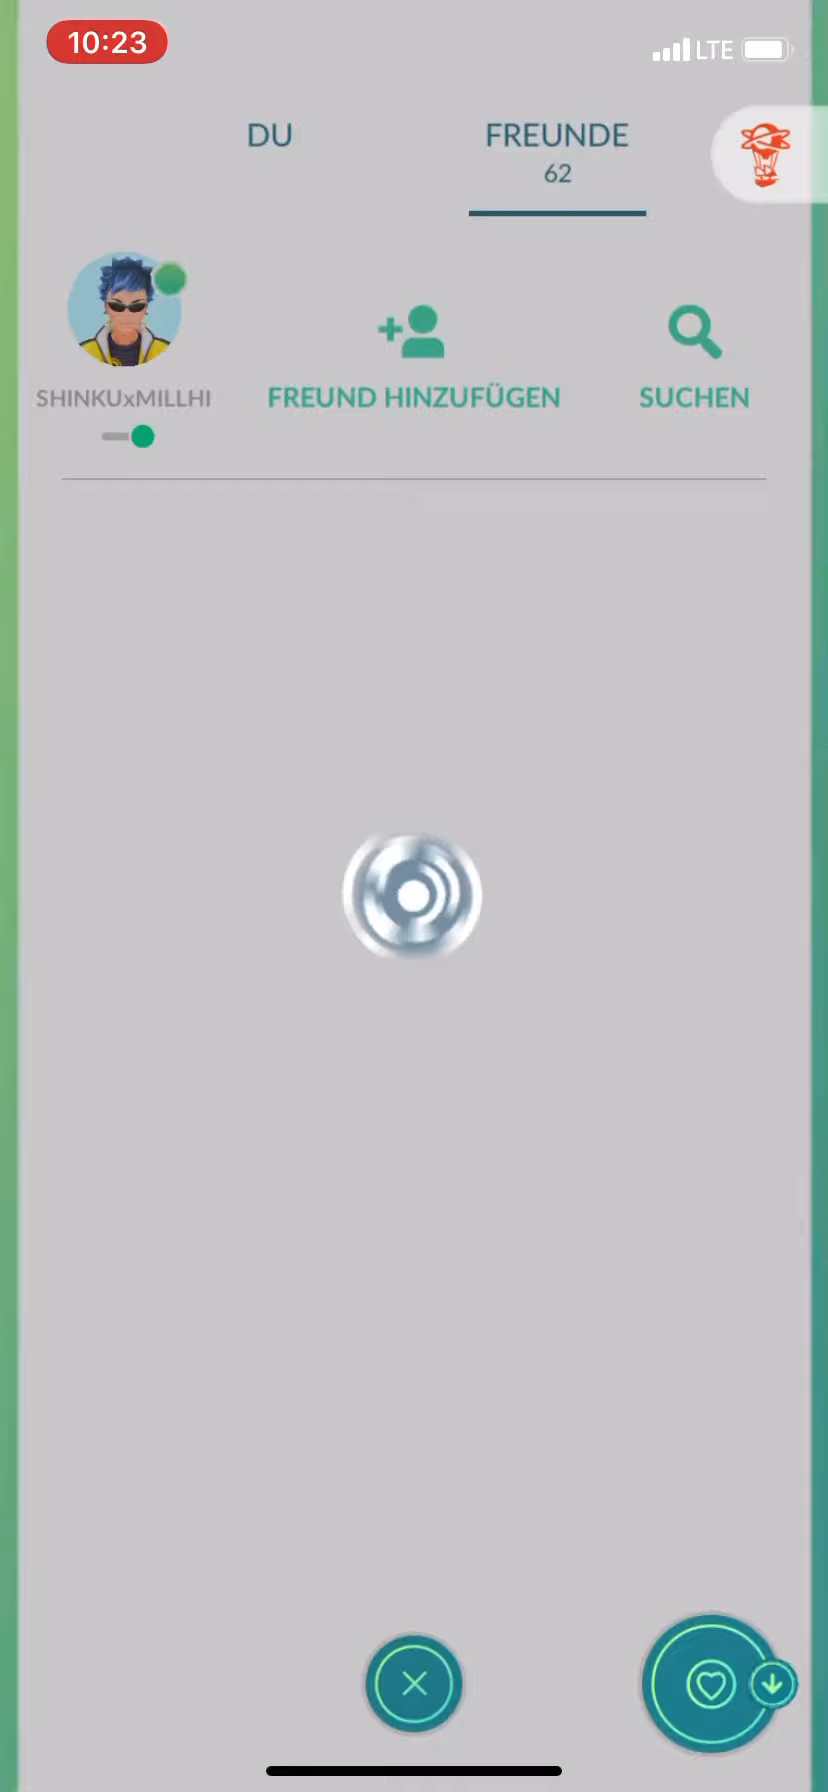 10:23
LTE
DU
FREUNDE
62
SHINKUxMILLHI
FREUND HINZUFÜGEN
SUCHEN